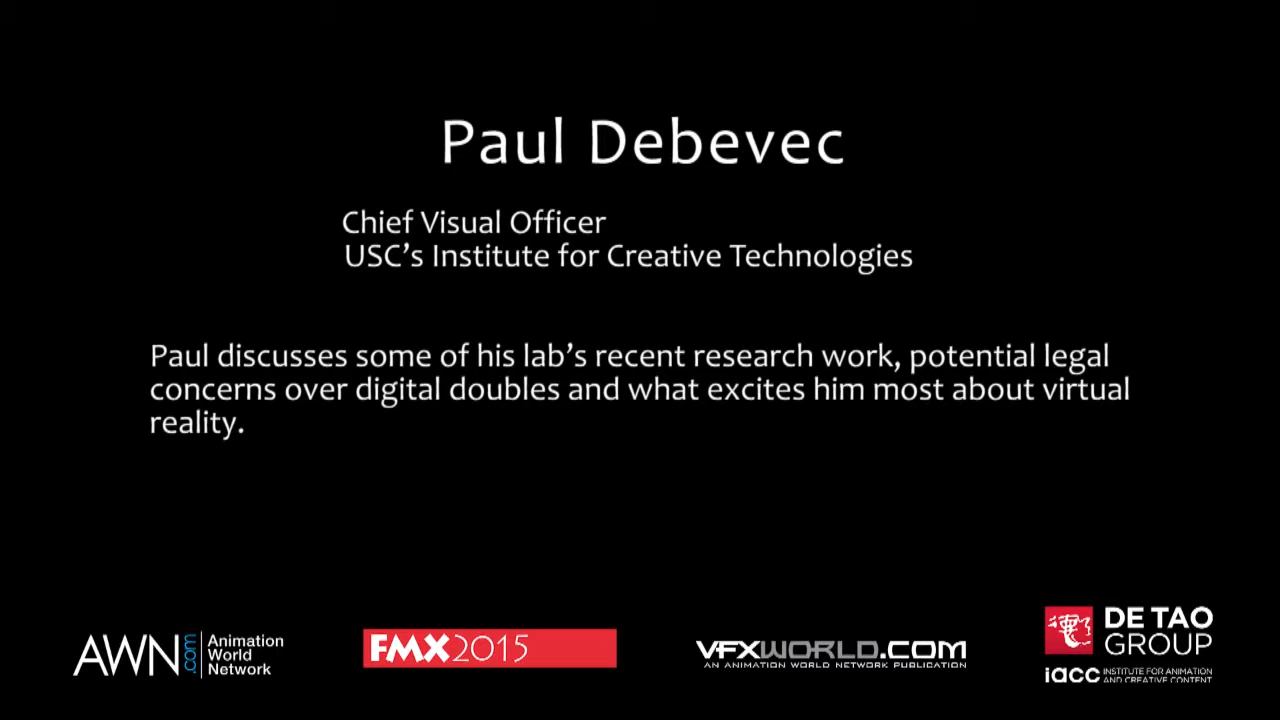 Paul Debevec
Chief Visual Officer
USC's Institute for Creative Technologies
Paul discusses some of his lab's recent research work, potential legal
concerns over digital doubles and what excites him most about virtual
reality.
AWN.com
Animation
World
Network
FMX2015
VFXWORLD.COM
AN ANIMATION WORLD NETWORK PUBLICATION
DE TAO
GROUP
iacc INSTITUTE FOR ANIMATION
AND CREATIVE CONTENT